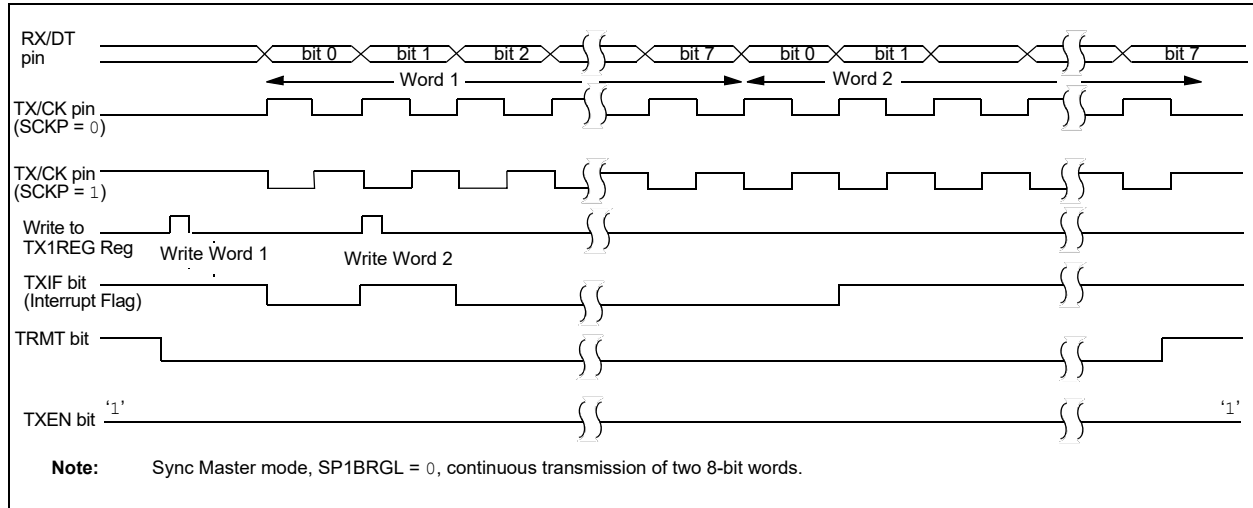 RX/DT
pin
bit 0 bit 1 bit 2 bit 7 bit 0 bit 1 bit 7
Word 1 Word 2
TX/CK pin
(SCKP = 0)
TX/CK pin
(SCKP = 1)
Write to
TX1REG Reg
Write Word 1 Write Word 2
TXIF bit
(Interrupt Flag)
TRMT bit
TXEN bit ‘1’ ‘1’
Note: Sync Master mode, SP1BRGL = 0, continuous transmission of two 8-bit words.